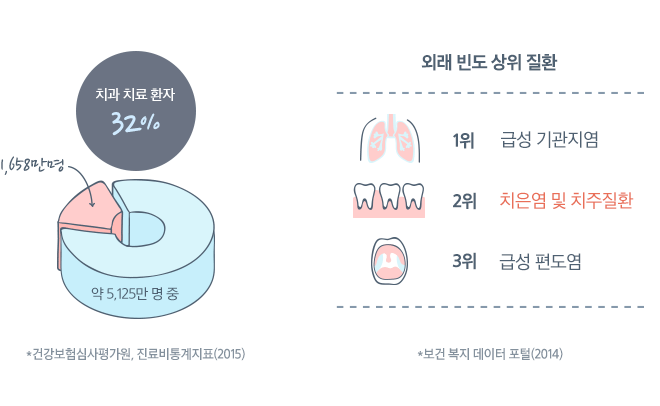 치과 치료 환자
32%
1,658만명
약 5,125만 명 중
*건강보험심사평가원, 진료비통계지표(2015)
외래 빈도 상위 질환
1위 급성 기관지염
2위 치은염 및 치주질환
3위 급성 편도염
*보건 복지 데이터 포털(2014)